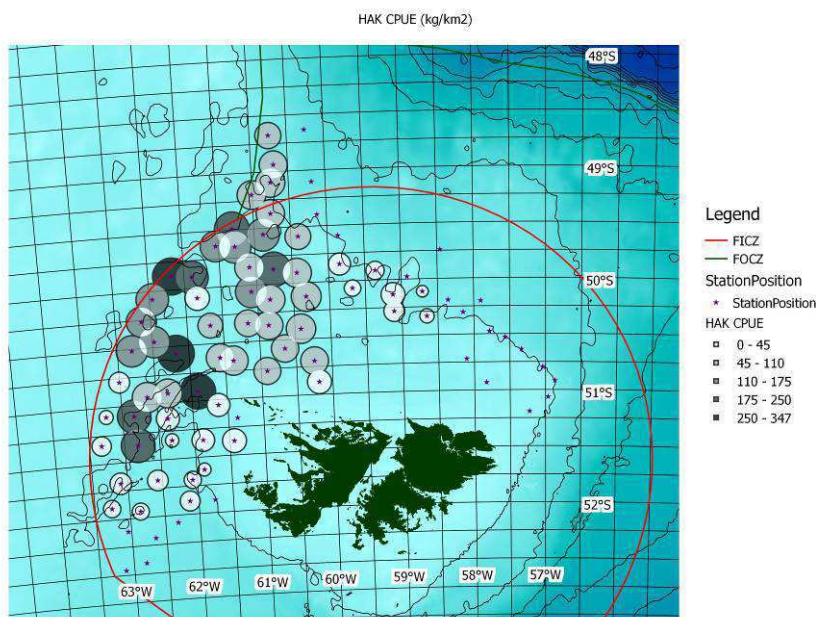 HAK CPUE (kg/km2)
48°S
49°S
50°S
51°S
52°S
63°W
62°W
61°W
60°W
59°W
58°W
57°W
Legend
FICZ
FOCZ
StationPosition
StationPosition
HAK CPUE
0 - 45
45 - 110
110 - 175
175 - 250
250 - 347